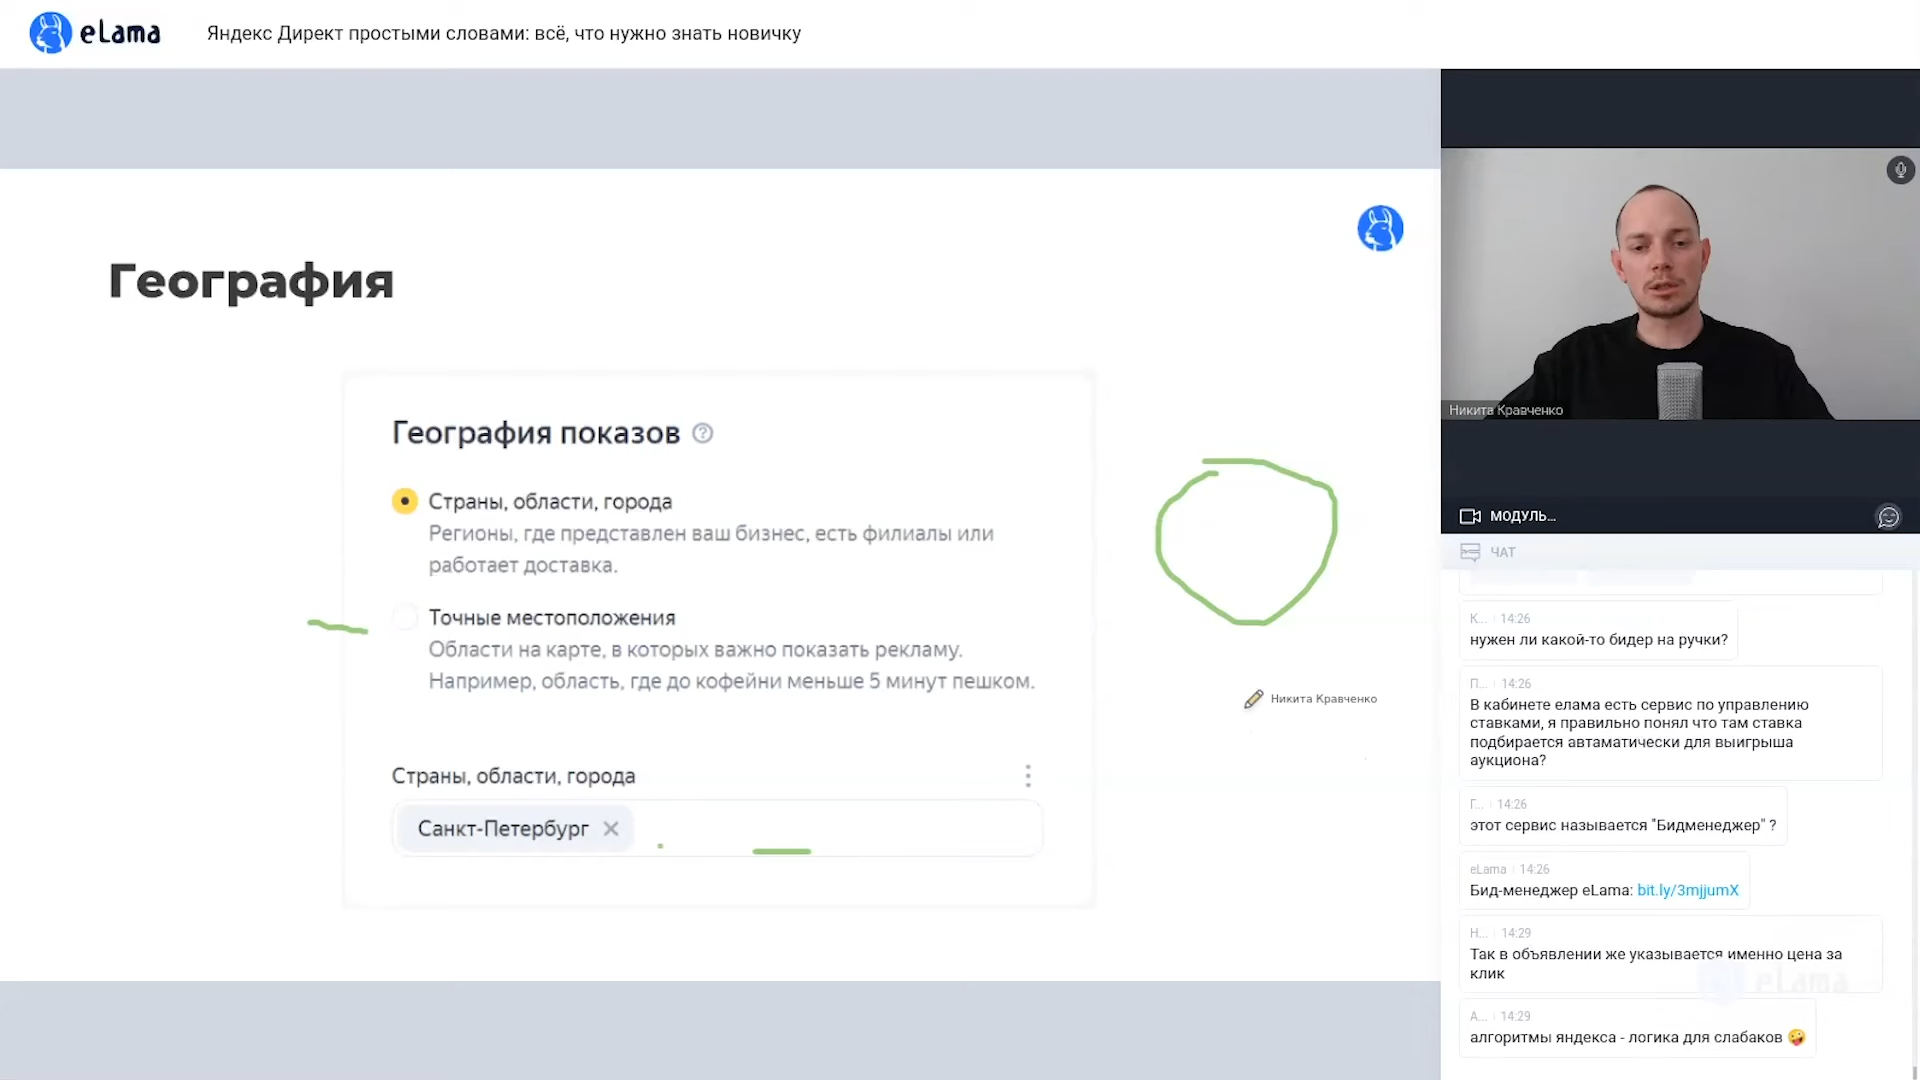 eLama
Яндекс Директ простыми словами: всё, что нужно знать новичку
География
География показов ?
Страны, области, города
Регионы, где представлен ваш бизнес, есть филиалы или
работает доставка.
Точные местоположения
Области на карте, в которых важно показать рекламу.
Например, область, где до кофейни меньше 5 минут пешком.
Страны, области, города
Санкт-Петербург
Никита Кравченко
Никита Кравченко
МОДУЛЬ...
ЧАТ
К... 14:26
нужен ли какой-то бидер на ручки?
П... 14:26
В кабинете елама есть сервис по управлению
ставками, я правильно понял что там ставка
подбирается автаматически для выигрыша
аукциона?
Г... 14:26
этот сервис называется "Бидменеджер" ?
eLama 14:26
Бид-менеджер eLama: bit.ly/3mjjumX
Н... 14:29
Так в объявлении же указывается именно цена за
клик
eLama
А... 14:29
алгоритмы яндекса - логика для слабаков 🤪